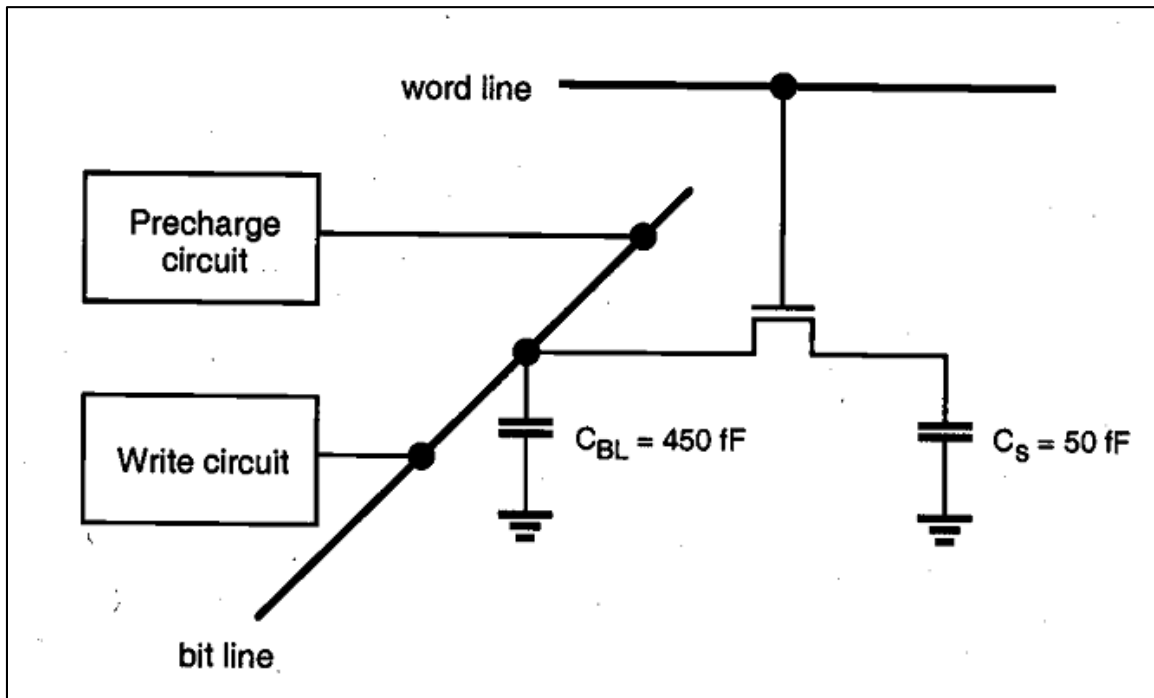 word line
Precharge
circuit
C_BL = 450 fF
C_S = 50 fF
Write circuit
bit line